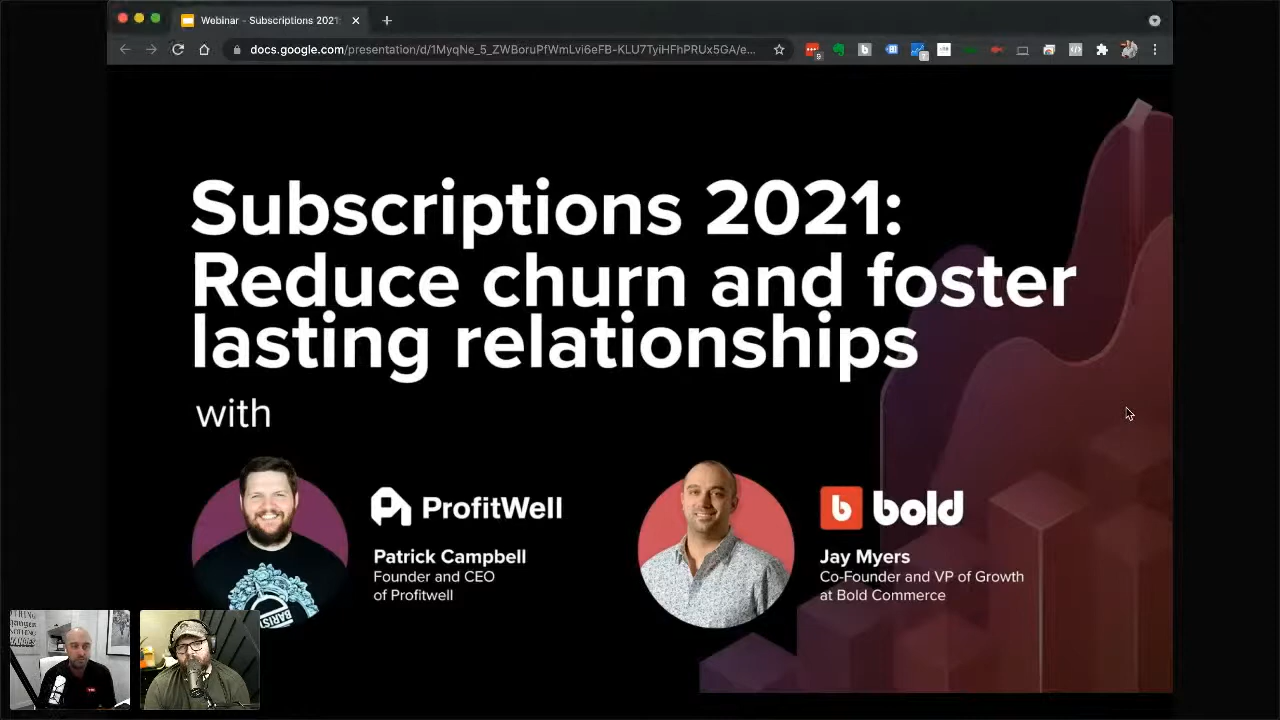 Webinar - Subscriptions 2021
docs.google.com/presentation/d/1MyqNe_5_ZWBoruPfWmLvi6eFB-KLU7TyiHFhPRUx5GA/e...
9
Subscriptions 2021:
Reduce churn and foster
lasting relationships
with
ProfitWell
Patrick Campbell
Founder and CEO
of Profitwell
b bold
Jay Myers
Co-Founder and VP of Growth
at Bold Commerce